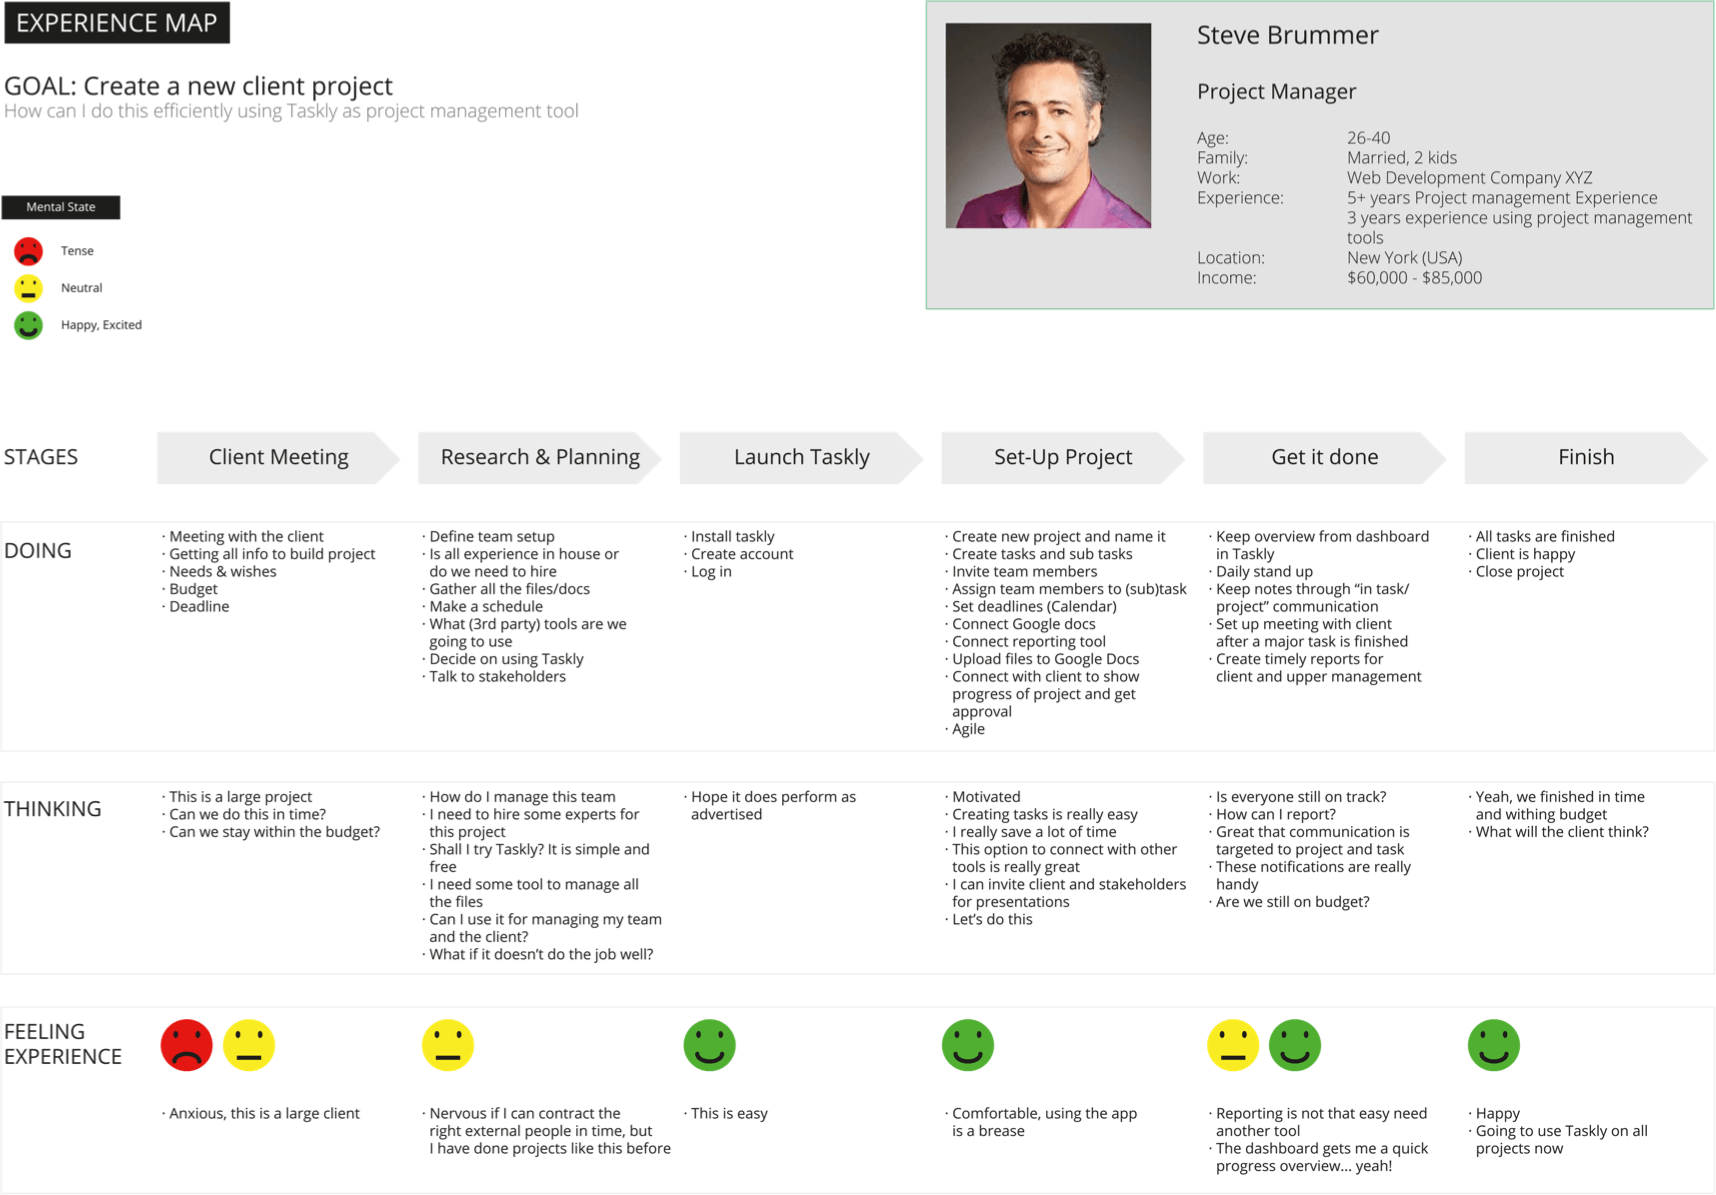 EXPERIENCE MAP
GOAL: Create a new client project
How can I do this efficiently using Taskly as project management tool
Mental State
Tense
Neutral
Happy, Excited
Steve Brummer
Project Manager
Age: 26-40
Family: Married, 2 kids
Work: Web Development Company XYZ
Experience: 5+ years Project management Experience
3 years experience using project management
tools
Location: New York (USA)
Income: $60,000 - $85,000
STAGES
Client Meeting
Research & Planning
Launch Taskly
Set-Up Project
Get it done
Finish
DOING
· Meeting with the client
· Getting all info to build project
· Needs & wishes
· Budget
· Deadline
· Define team setup
· Is all experience in house or
do we need to hire
· Gather all the files/docs
· Make a schedule
· What (3rd party) tools are we
going to use
· Decide on using Taskly
· Talk to stakeholders
· Install taskly
· Create account
· Log in
· Create new project and name it
· Create tasks and sub tasks
· Invite team members
· Assign team members to (sub)task
· Set deadlines (Calendar)
· Connect Google docs
· Connect reporting tool
· Upload files to Google Docs
· Connect with client to show
progress of project and get
approval
· Agile
· Keep overview from dashboard
in Taskly
· Daily stand up
· Keep notes through “in task/
project” communication
· Set up meeting with client
after a major task is finished
· Create timely reports for
client and upper management
· All tasks are finished
· Client is happy
· Close project
THINKING
· This is a large project
· Can we do this in time?
· Can we stay within the budget?
· How do I manage this team
· I need to hire some experts for
this project
· Shall I try Taskly? It is simple and
free
· I need some tool to manage all
the files
· Can I use it for managing my team
and the client?
· What if it doesn’t do the job well?
· Hope it does perform as
advertised
· Motivated
· Creating tasks is really easy
· I really save a lot of time
· This option to connect with other
tools is really great
· I can invite client and stakeholders
for presentations
· Let’s do this
· Is everyone still on track?
· How can I report?
· Great that communication is
targeted to project and task
· These notifications are really
handy
· Are we still on budget?
· Yeah, we finished in time
and withing budget
· What will the client think?
FEELING
EXPERIENCE
· Anxious, this is a large client
· Nervous if I can contract the
right external people in time, but
I have done projects like this before
· This is easy
· Comfortable, using the app
is a brease
· Reporting is not that easy need
another tool
· The dashboard gets me a quick
progress overview... yeah!
· Happy
· Going to use Taskly on all
projects now